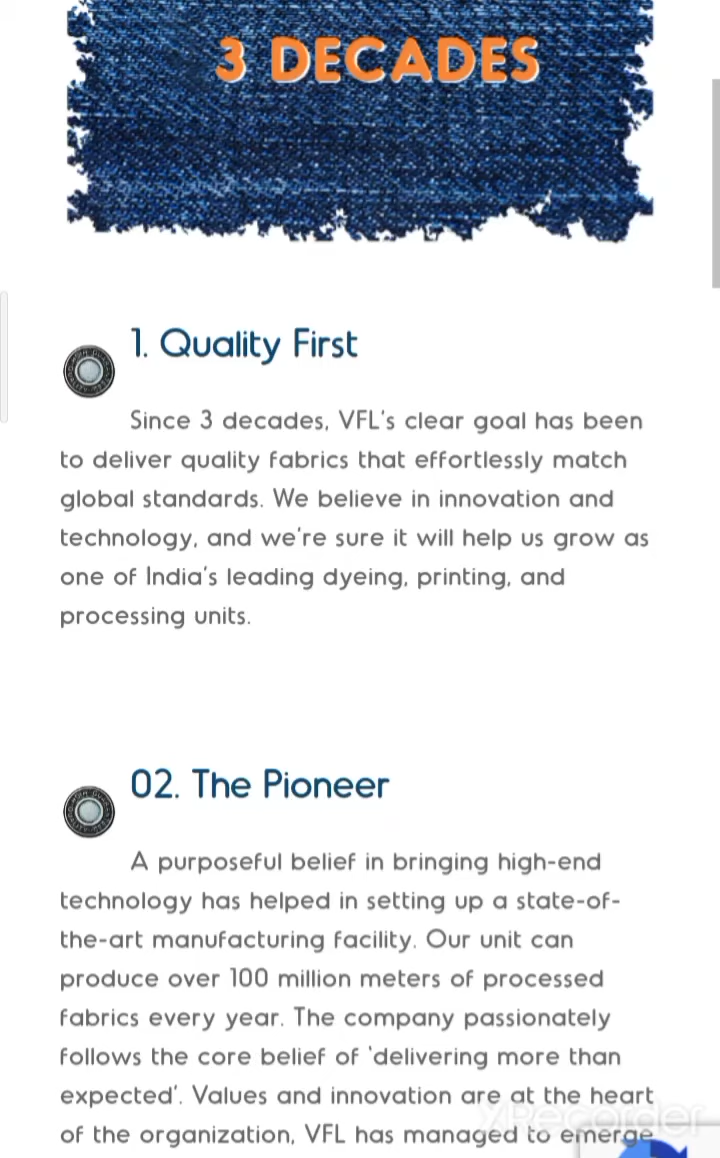 3 DECADES
1. Quality First
Since 3 decades, VFL's clear goal has been
to deliver quality fabrics that effortlessly match
global standards. We believe in innovation and
technology, and we're sure it will help us grow as
one of India's leading dyeing, printing, and
processing units.
02. The Pioneer
A purposeful belief in bringing high-end
technology has helped in setting up a state-of-
the-art manufacturing facility. Our unit can
produce over 100 million meters of processed
fabrics every year. The company passionately
follows the core belief of 'delivering more than
expected'. Values and innovation are at the heart
of the organization, VFL has managed to emerge
XRecorder